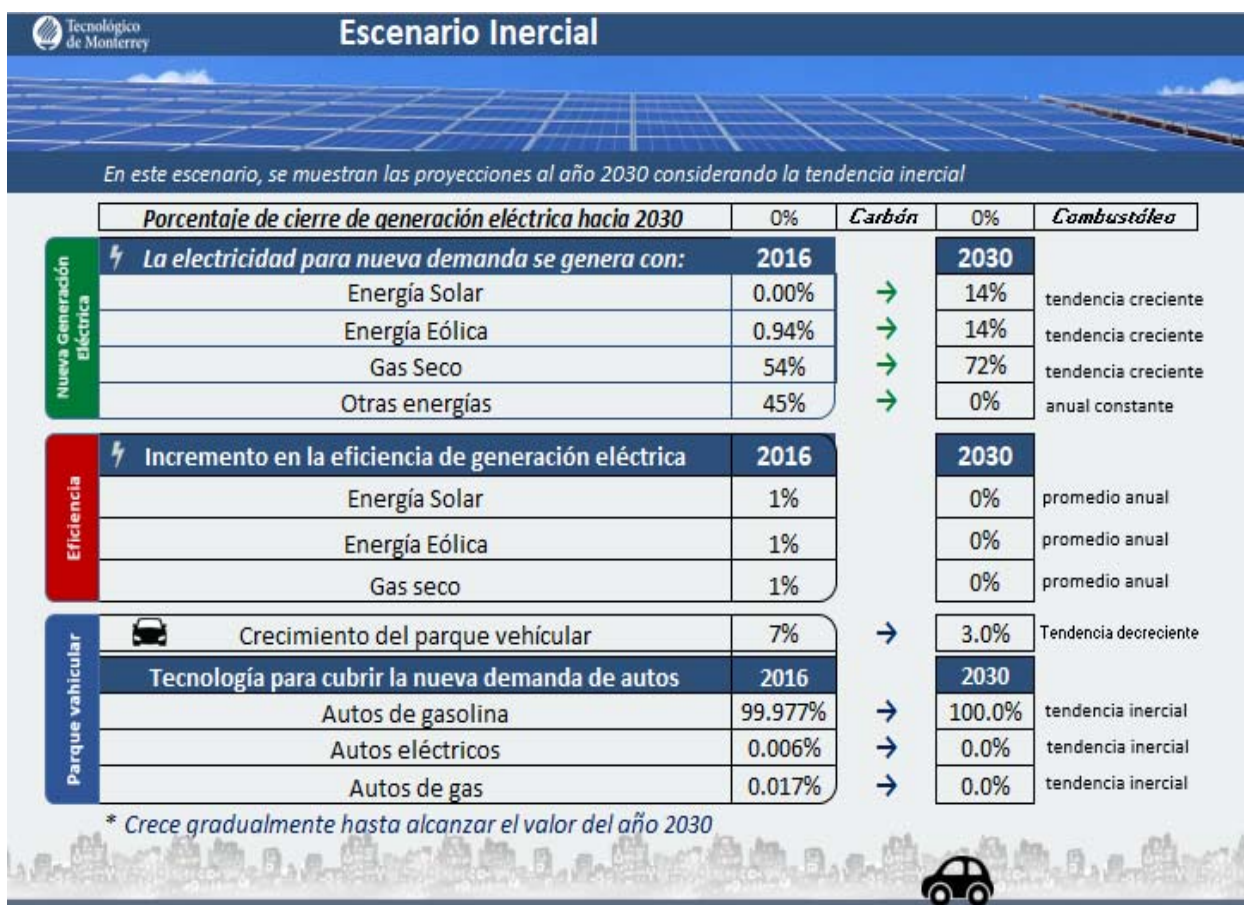 Tecnológico
de Monterrey
Escenario Inercial
En este escenario, se muestran las proyecciones al año 2030 considerando la tendencia inercial
Porcentaje de cierre de generación eléctrica hacia 2030 0% Carbón 0% Combustóleo
Nueva Generación
Eléctrica
La electricidad para nueva demanda se genera con: 2016 2030
Energía Solar 0.00% → 14% tendencia creciente
Energía Eólica 0.94% → 14% tendencia creciente
Gas Seco 54% → 72% tendencia creciente
Otras energías 45% → 0% anual constante
Eficiencia
Incremento en la eficiencia de generación eléctrica 2016 2030
Energía Solar 1% 0% promedio anual
Energía Eólica 1% 0% promedio anual
Gas seco 1% 0% promedio anual
Parque vahicular
Crecimiento del parque vehícular 7% → 3.0% Tendencia decreciente
Tecnología para cubrir la nueva demanda de autos 2016 2030
Autos de gasolina 99.977% → 100.0% tendencia inercial
Autos eléctricos 0.006% → 0.0% tendencia inercial
Autos de gas 0.017% → 0.0% tendencia inercial
* Crece gradualmente hasta alcanzar el valor del año 2030